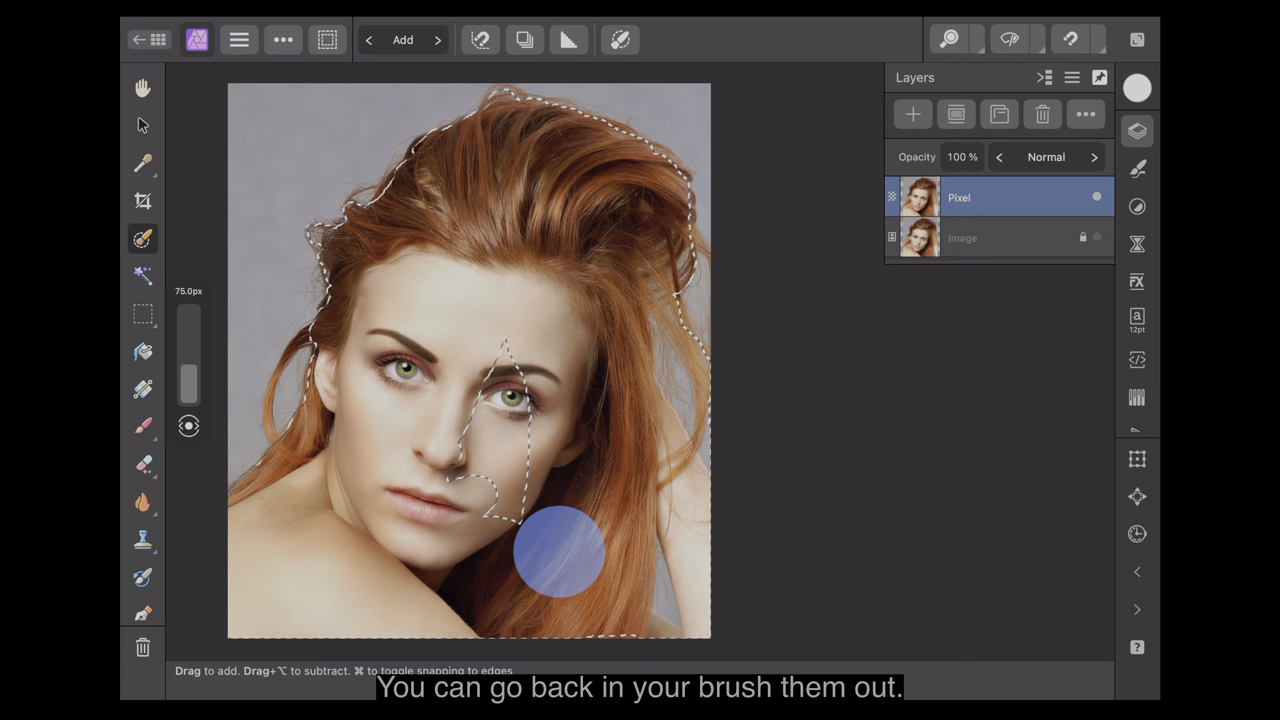 Add
Layers
Opacity 100 % Normal
Pixel
Image
75.0px
a
12pt
FX
?
Drag to add. Drag+⌥ to subtract. ⌘ to toggle snapping to edges.
You can go back in your brush them out.